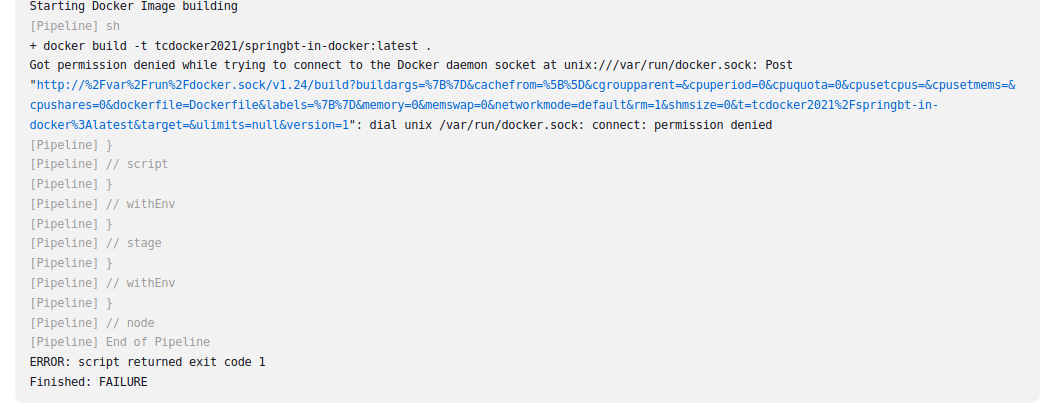 Starting Docker Image building
[Pipeline] sh
+ docker build -t tcdocker2021/springbt-in-docker:latest .
Got permission denied while trying to connect to the Docker daemon socket at unix:///var/run/docker.sock: Post
"http://%2Fvar%2Frun%2Fdocker.sock/v1.24/build?buildargs=%7B%7D&cachefrom=%5B%5D&cgroupparent=&cpuperiod=0&cpuquota=0&cpusetcpus=&cpusetmems=&
cpushares=0&dockerfile=Dockerfile&labels=%7B%7D&memory=0&memswap=0&networkmode=default&rm=1&shmsize=0&t=tcdocker2021%2Fspringbt-in-
docker%3Alatest&target=&ulimits=null&version=1": dial unix /var/run/docker.sock: connect: permission denied
[Pipeline] }
[Pipeline] // script
[Pipeline] }
[Pipeline] // withEnv
[Pipeline] }
[Pipeline] // stage
[Pipeline] }
[Pipeline] // withEnv
[Pipeline] }
[Pipeline] // node
[Pipeline] End of Pipeline
ERROR: script returned exit code 1
Finished: FAILURE